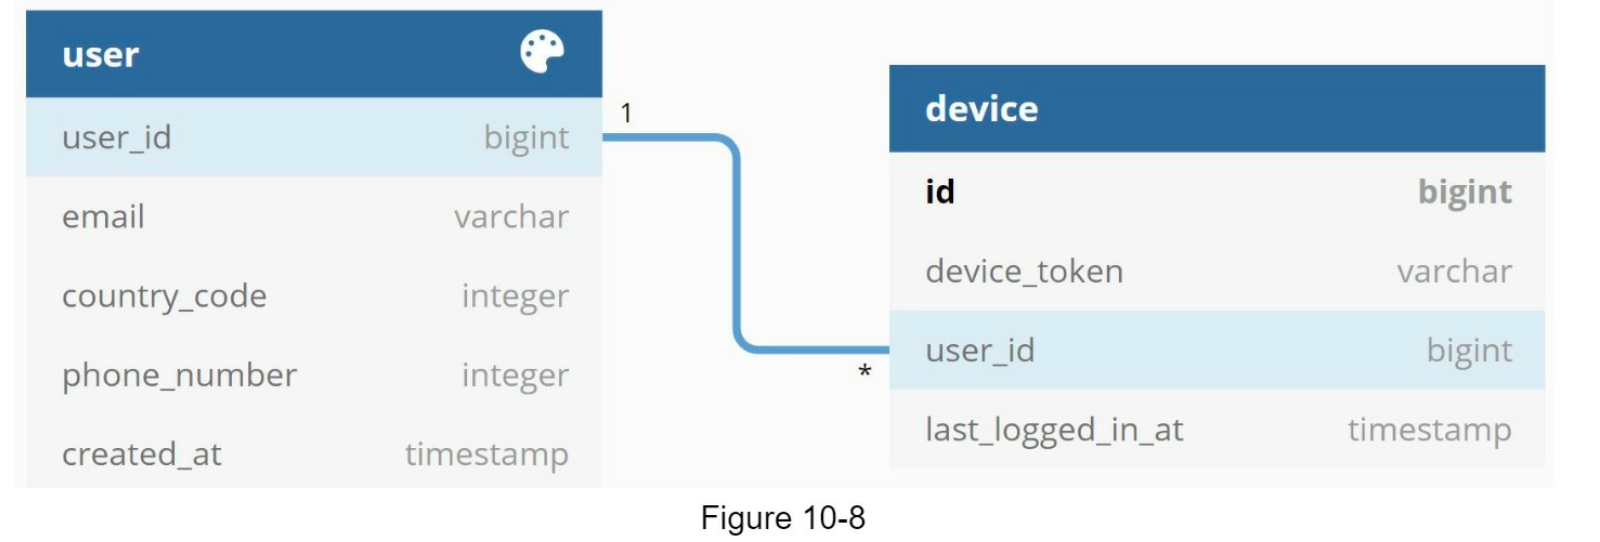 user
user_id bigint
email varchar
country_code integer
phone_number integer
created_at timestamp
1
*
device
id bigint
device_token varchar
user_id bigint
last_logged_in_at timestamp
Figure 10-8